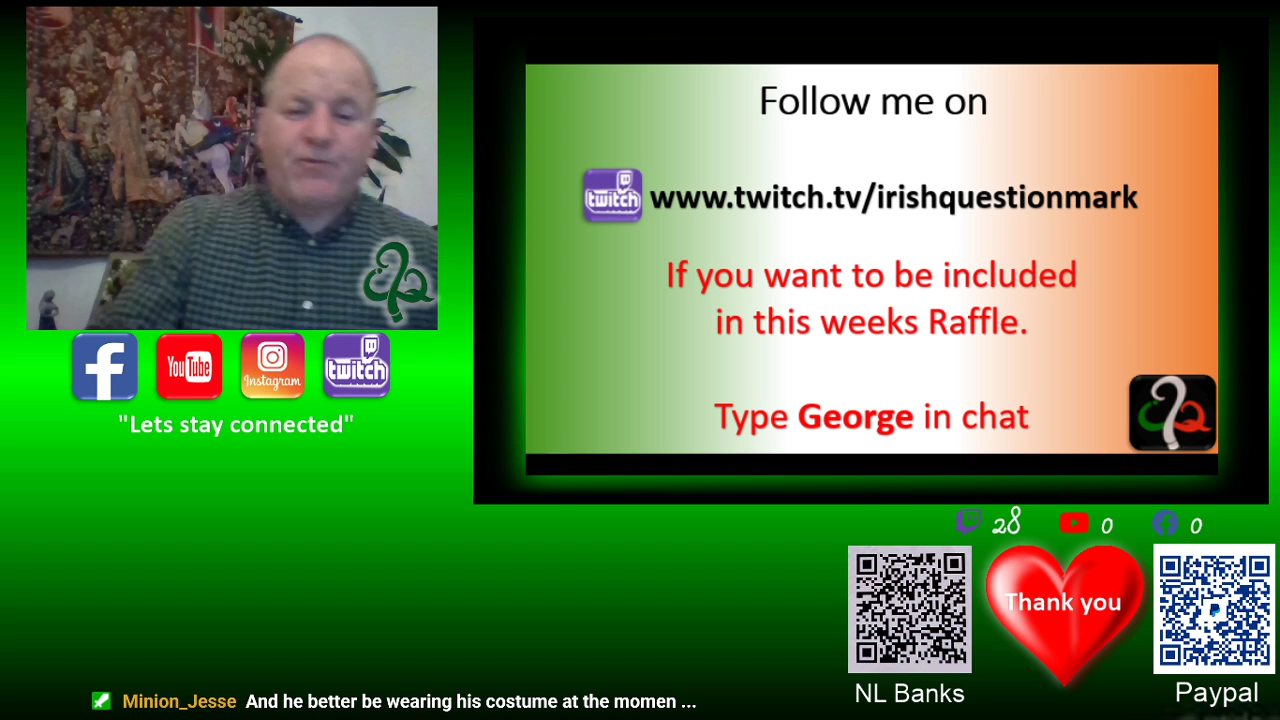 Follow me on
twitch www.twitch.tv/irishquestionmark
If you want to be included
in this weeks Raffle.
Type George in chat
YouTube Instagram twitch
"Lets stay connected"
28 0 0
Thank you
NL Banks Paypal
Minion_Jesse And he better be wearing his costume at the momen ...